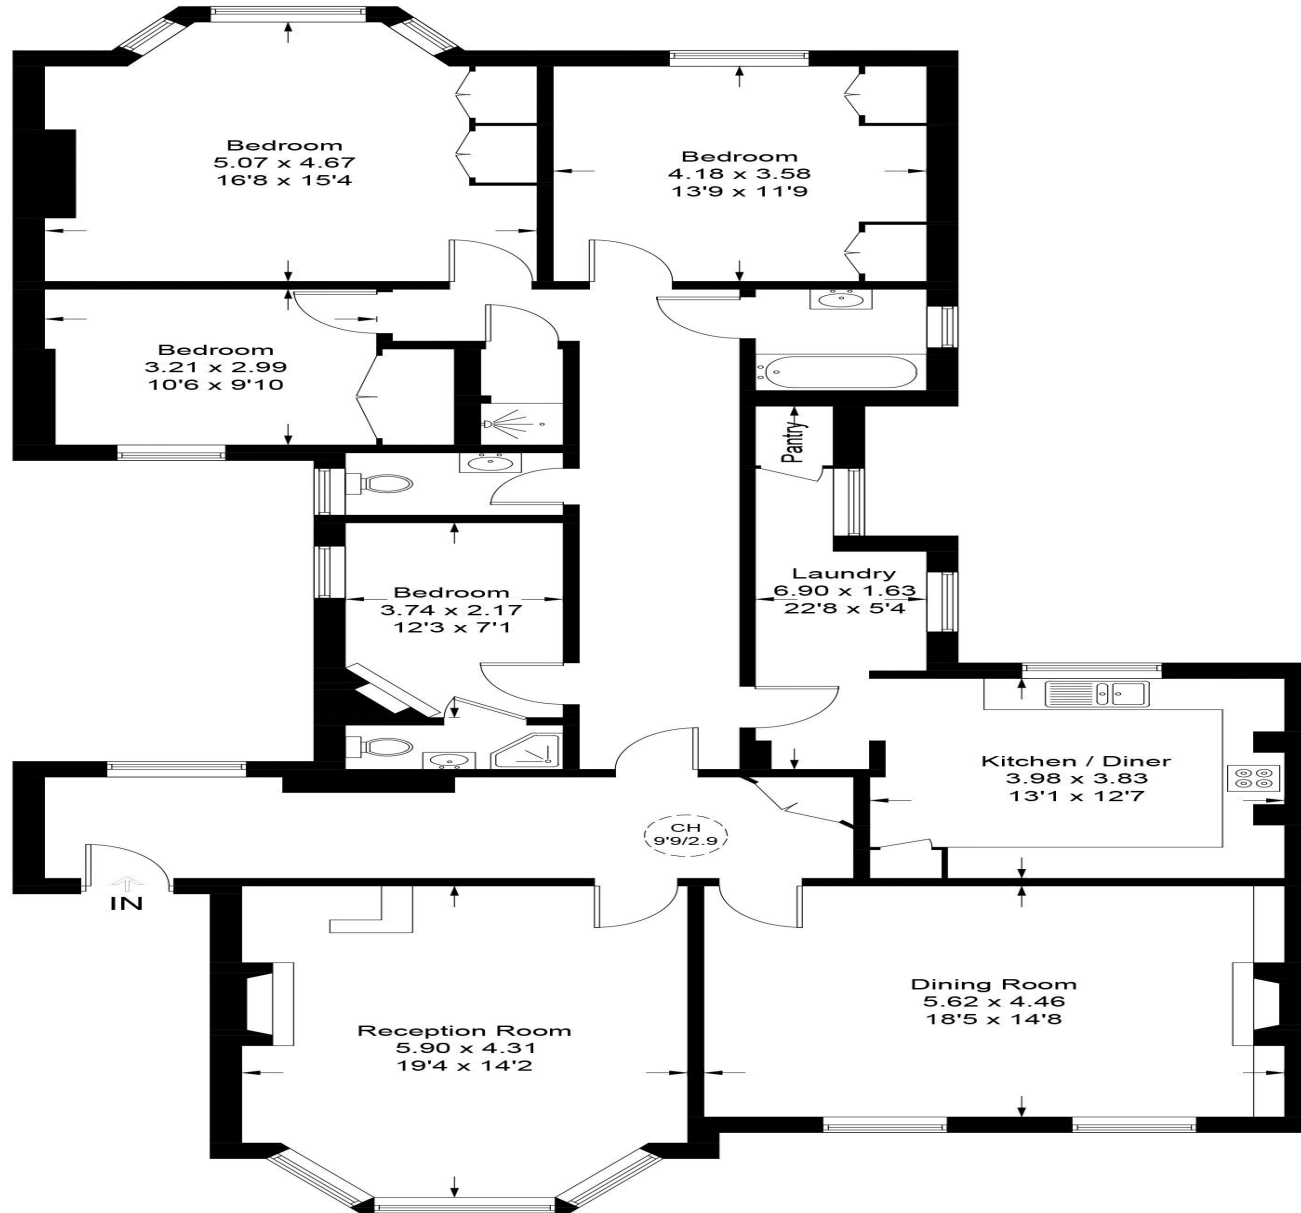 Bedroom
5.07 x 4.67
16'8 x 15'4
Bedroom
4.18 x 3.58
13'9 x 11'9
Bedroom
3.21 x 2.99
10'6 x 9'10
Pantry
Bedroom
3.74 x 2.17
12'3 x 7'1
Laundry
6.90 x 1.63
22'8 x 5'4
Kitchen / Diner
3.98 x 3.83
13'1 x 12'7
CH
9'9/2.9
IN
Reception Room
5.90 x 4.31
19'4 x 14'2
Dining Room
5.62 x 4.46
18'5 x 14'8